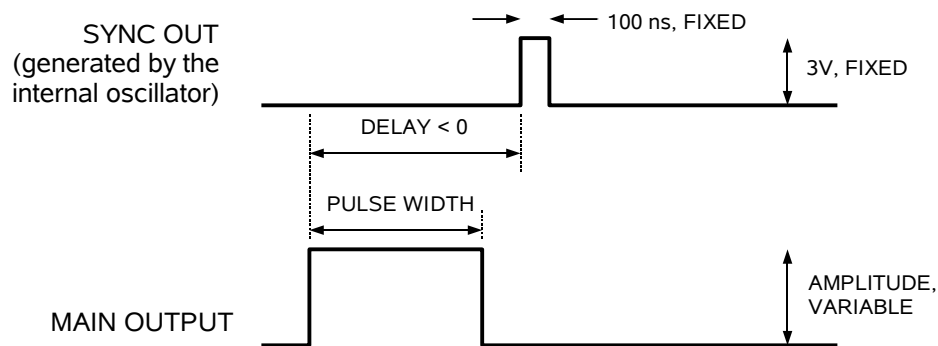 SYNC OUT
(generated by the
internal oscillator)
100 ns, FIXED
3V, FIXED
DELAY < 0
PULSE WIDTH
MAIN OUTPUT
AMPLITUDE,
VARIABLE